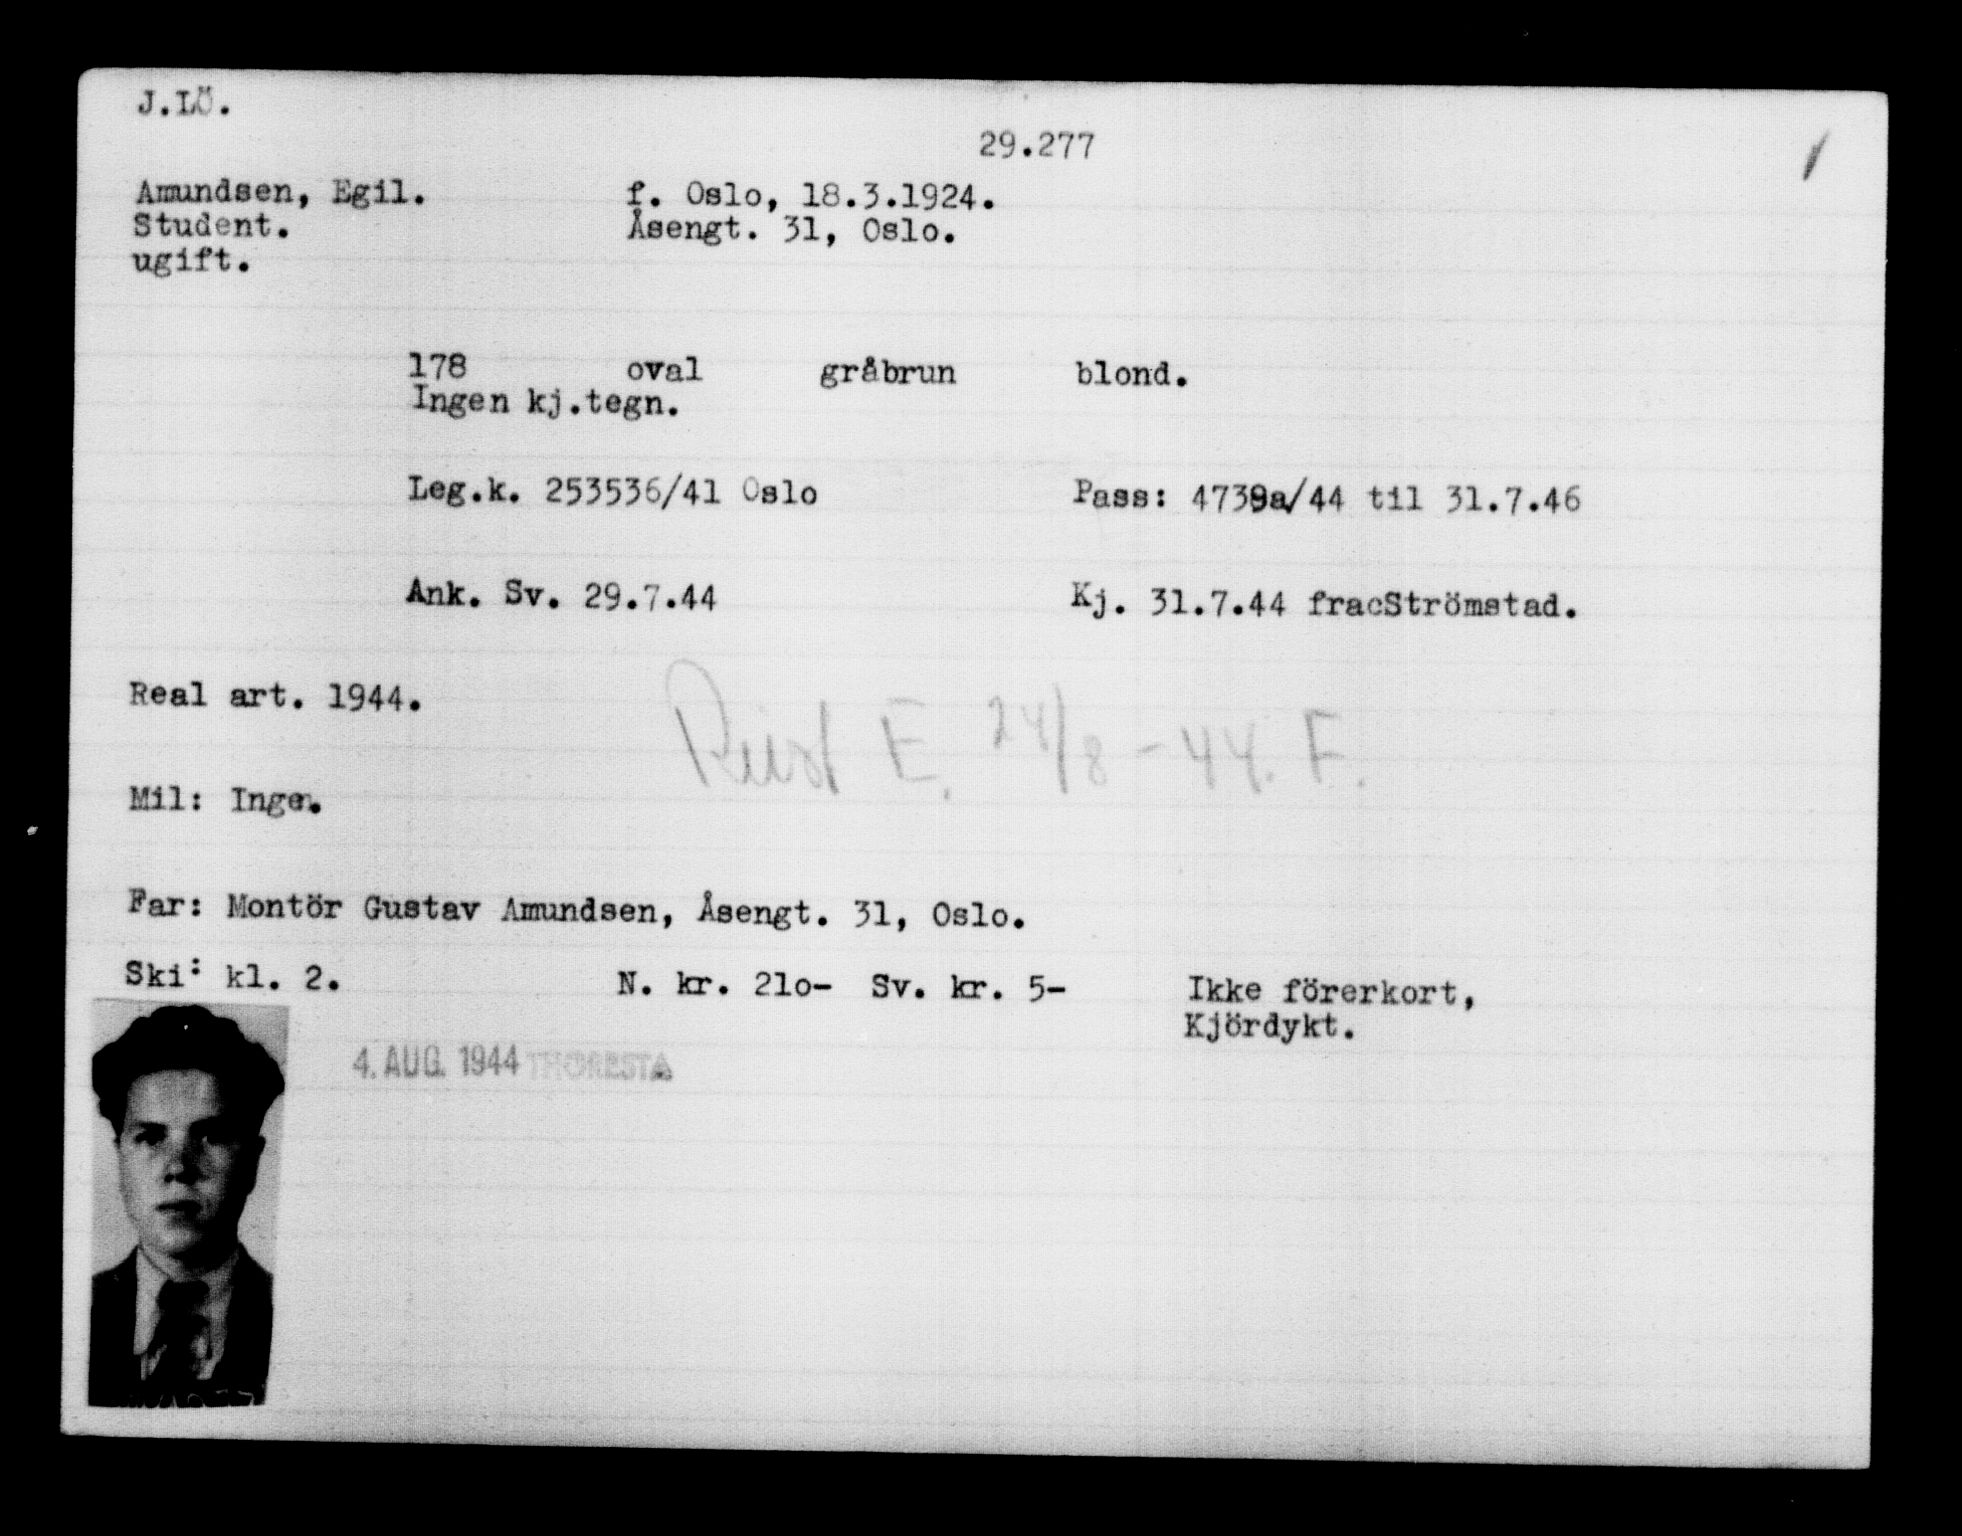 J.LÖ.
29.277
Amundsen, Egil. f. Oslo, 18.3.1924.
Student. Åsengt. 31, Oslo.
ugift.
178 oval gråbrun blond.
Ingen kj.tegn.
Leg.k. 253536/41 Oslo Pass: 4739a/44 til 31.7.46
Ank. Sv. 29.7.44 Kj. 31.7.44 fracStrömstad.
Real art. 1944.
Reist E. 24/8-44. F.
Mil: Ingen.
Far: Montör Gustav Amundsen, Åsengt. 31, Oslo.
Ski: kl. 2. N. kr. 21o- Sv. kr. 5- Ikke förerkort,
Kjördykt.
4. AUG. 1944 THORESTA